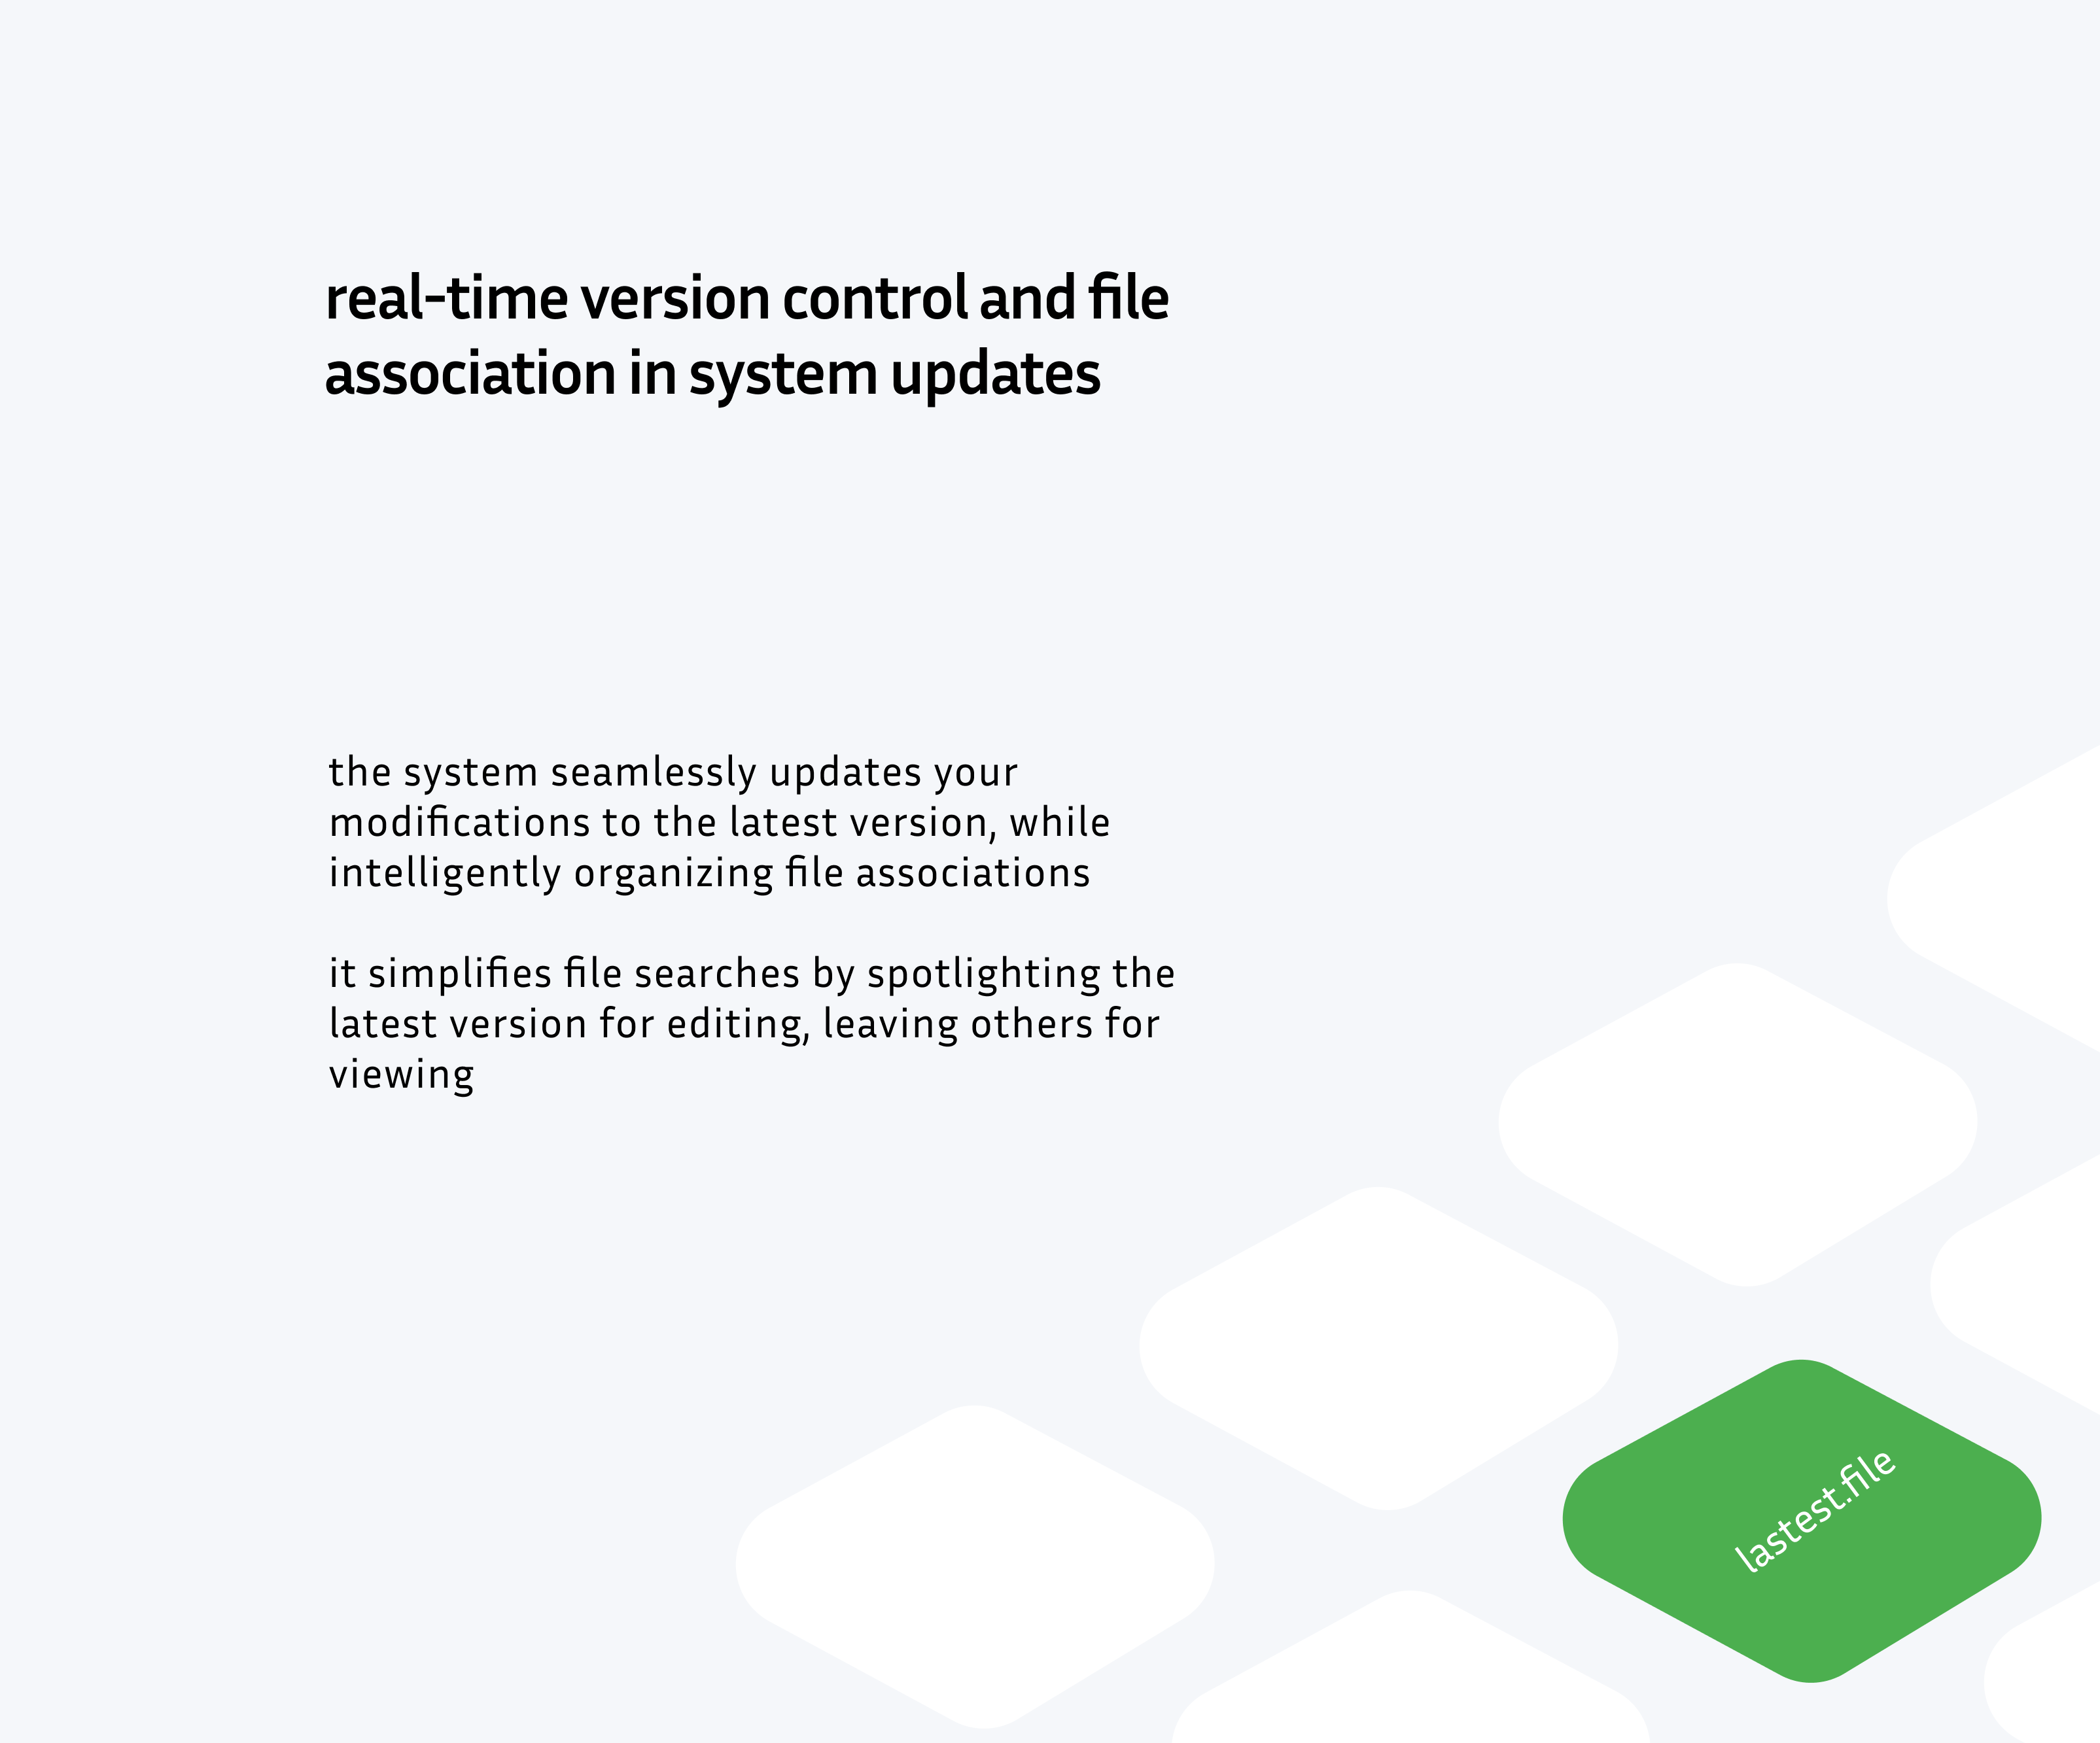 real-time version control and file
association in system updates
the system seamlessly updates your
modifications to the latest version, while
intelligently organizing file associations
it simplifies file searches by spotlighting the
latest version for editing, leaving others for
viewing
lastest.file